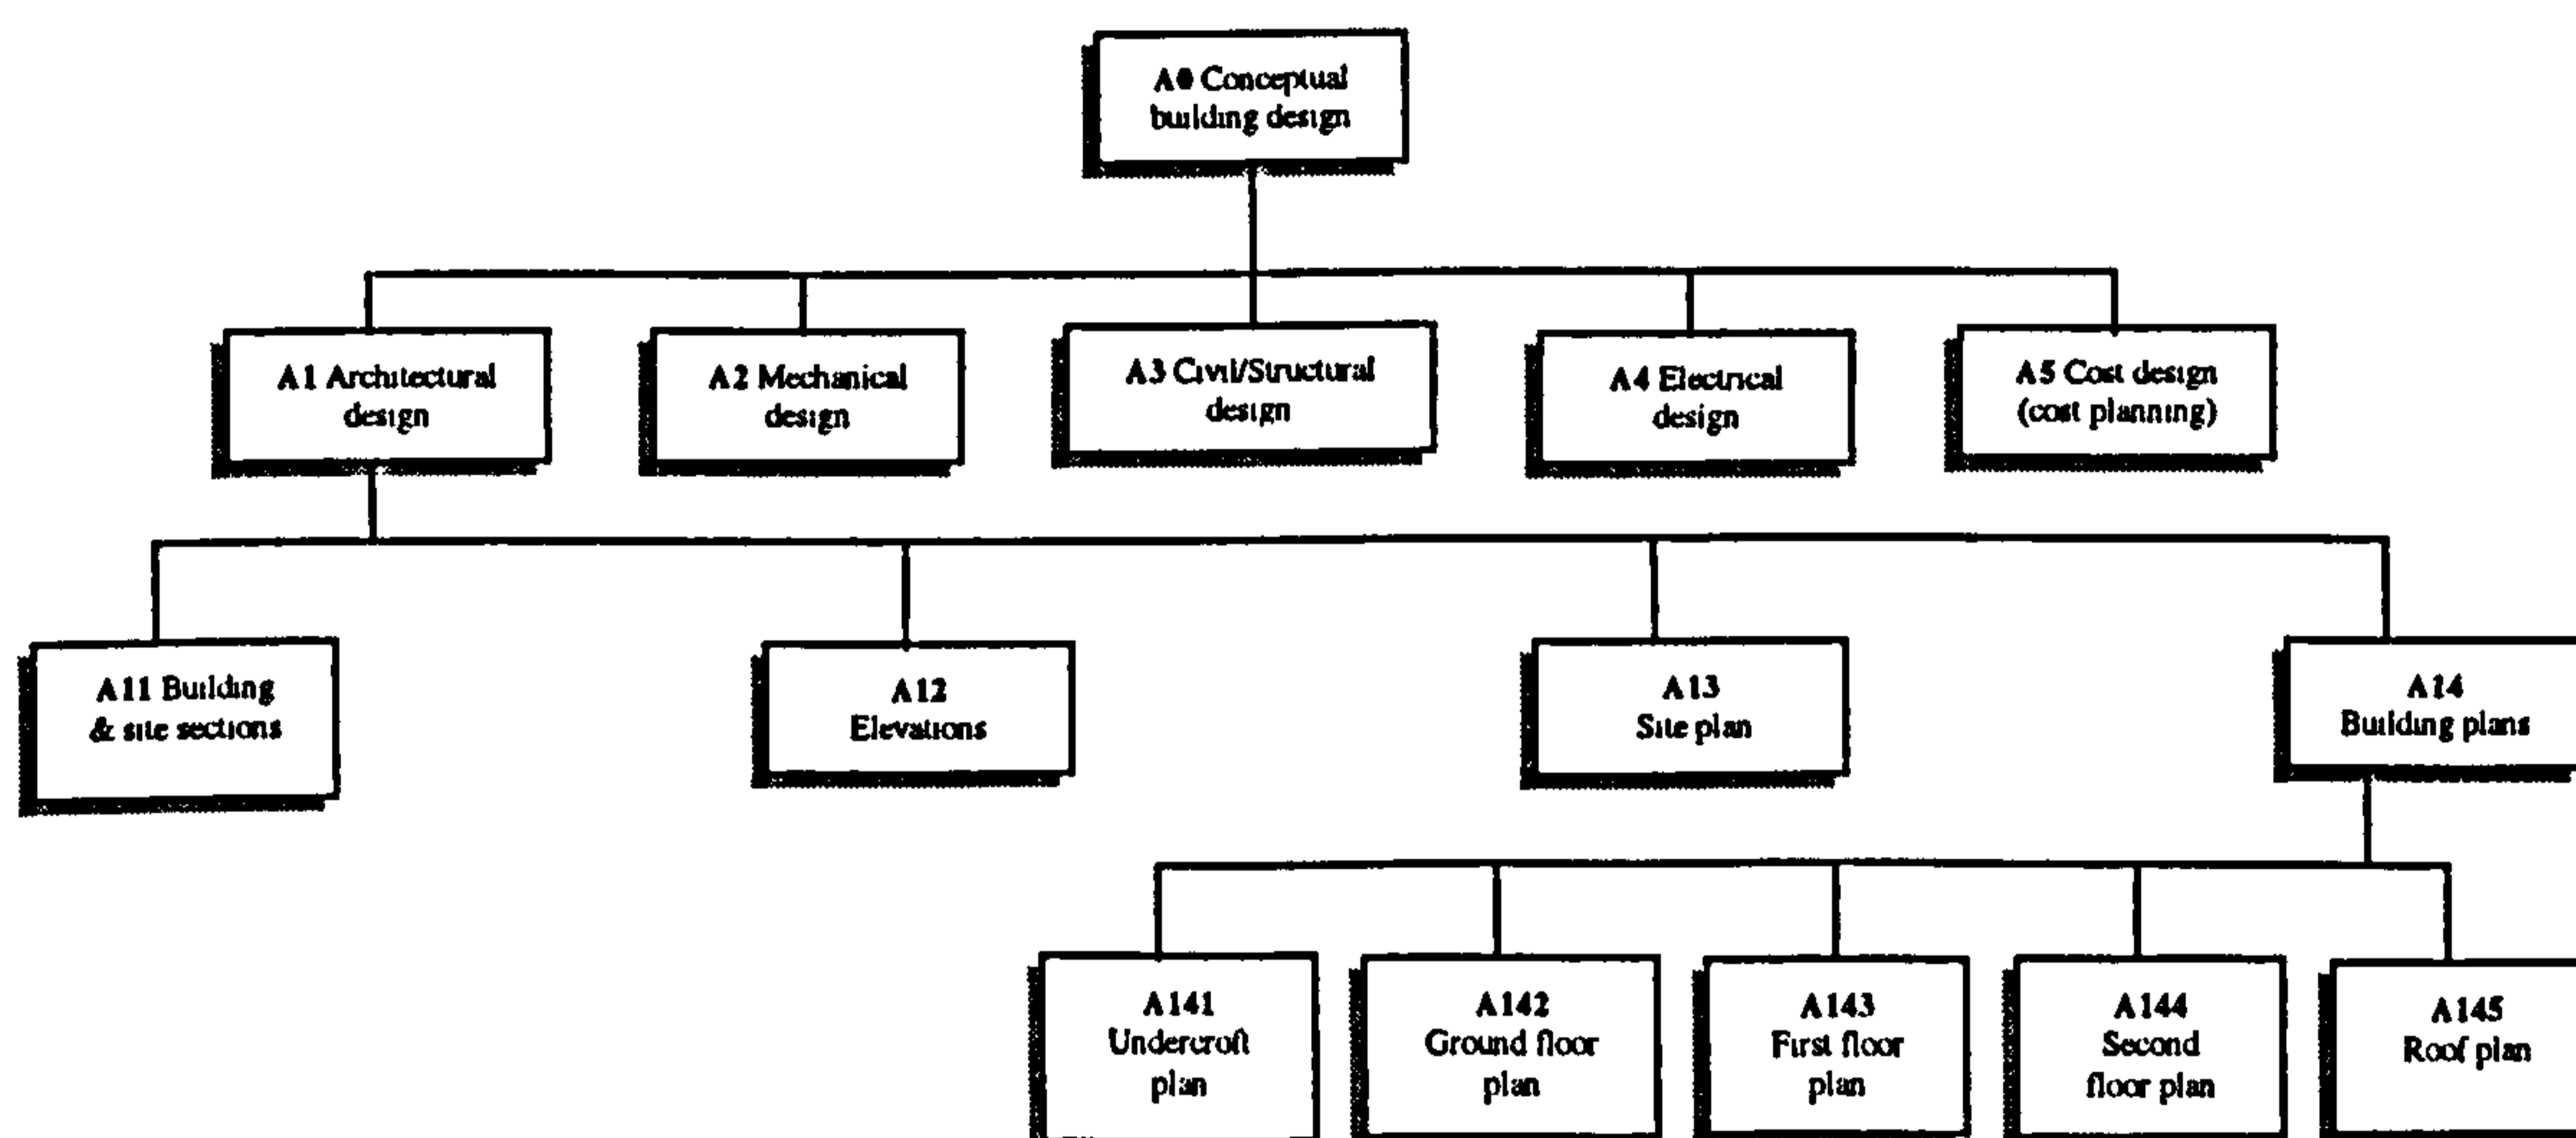 A0 Conceptual
building design
A1 Architectural
design
A2 Mechanical
design
A3 Civil/Structural
design
A4 Electrical
design
A5 Cost design
(cost planning)
A11 Building
& site sections
A12
Elevations
A13
Site plan
A14
Building plans
A141
Undercroft
plan
A142
Ground floor
plan
A143
First floor
plan
A144
Second
floor plan
A145
Roof plan